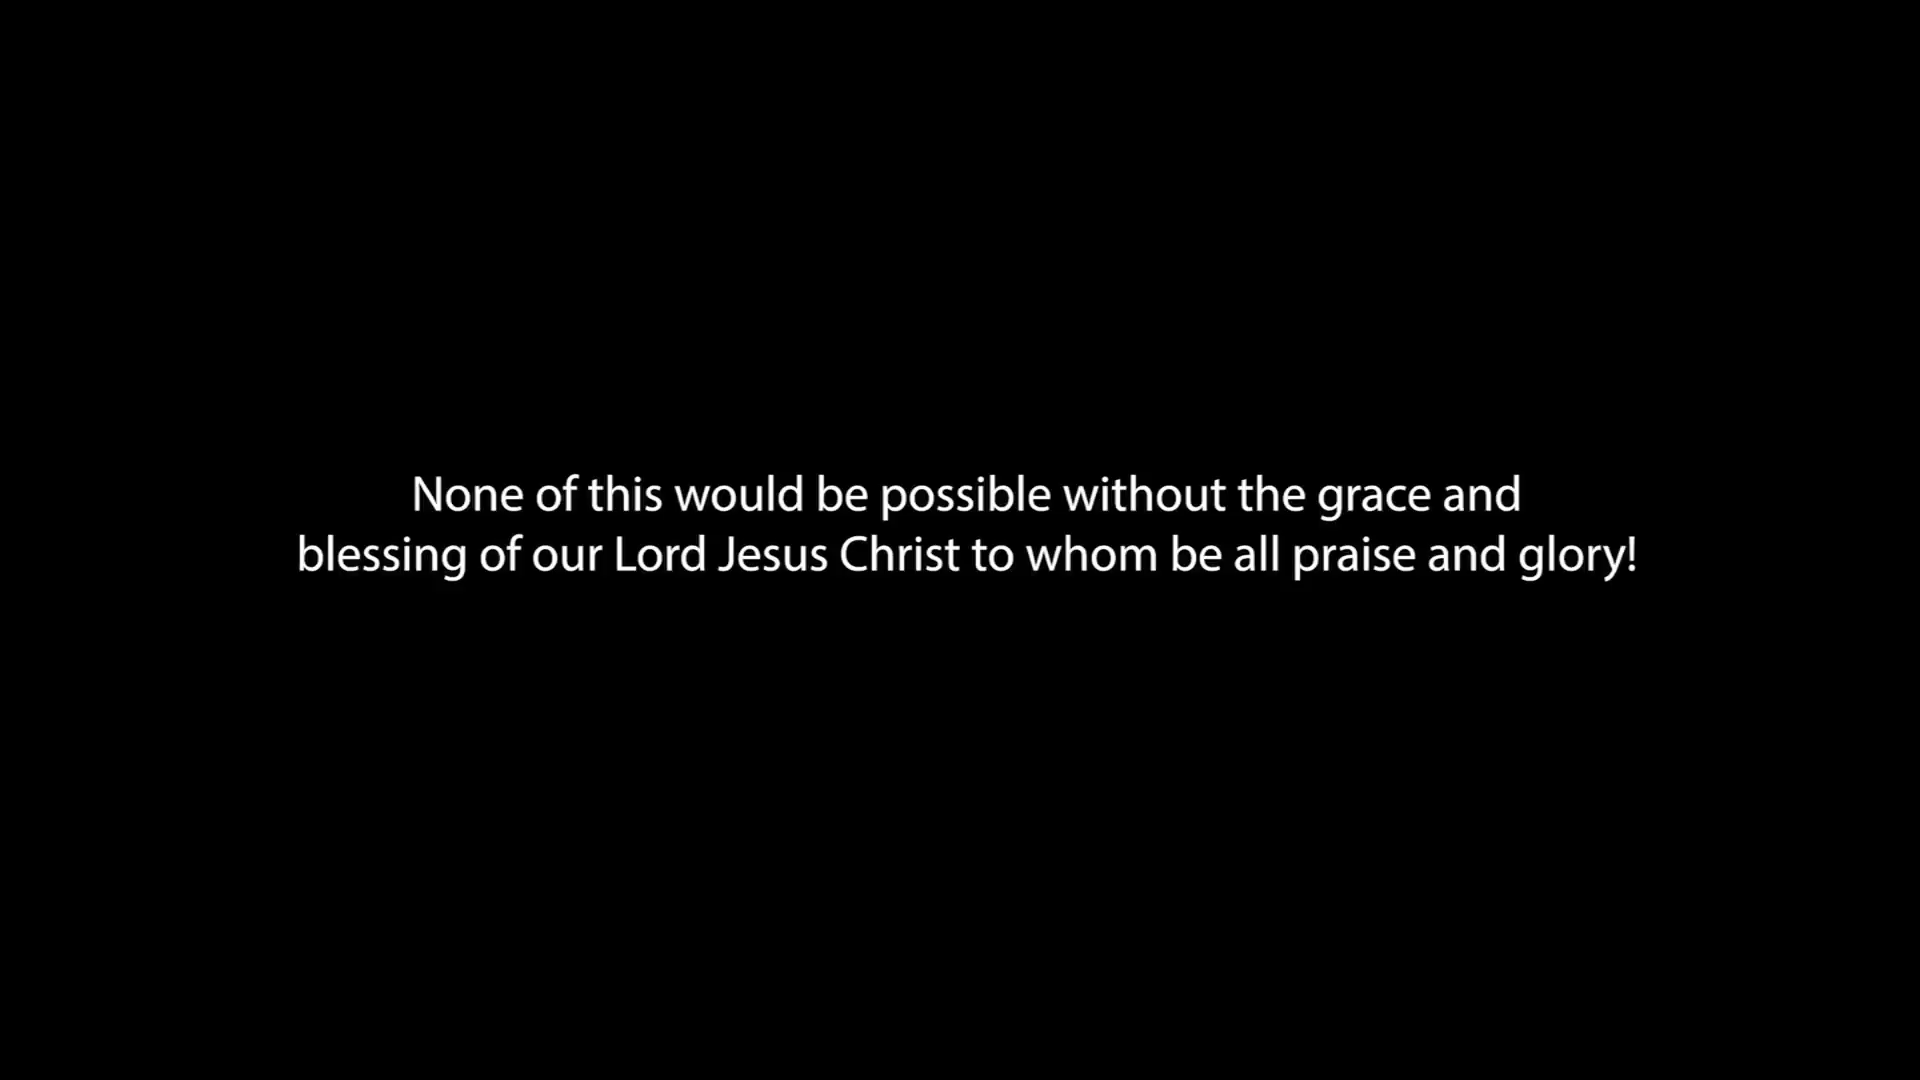 None of this would be possible without the grace and
blessing of our Lord Jesus Christ to whom be all praise and glory!